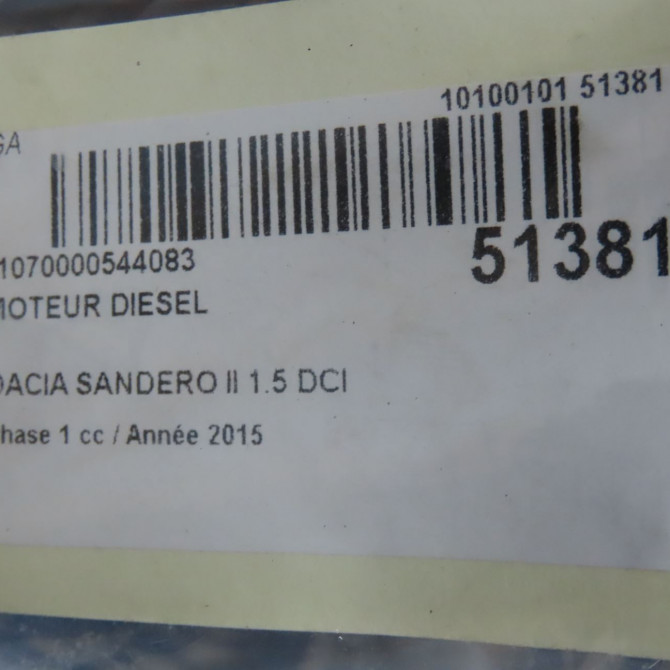 10100101 51381
GA
1070000544083
51381
MOTEUR DIESEL
DACIA SANDERO II 1.5 DCI
hase 1 cc / Année 2015